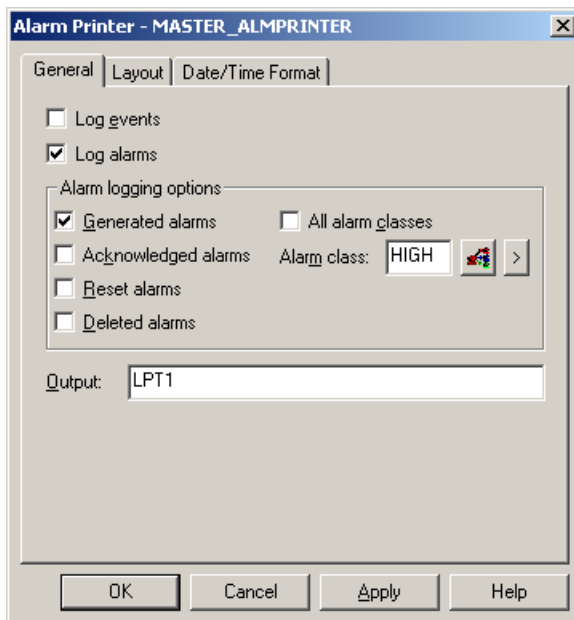 Alarm Printer - MASTER_ALMPRINTER
General Layout Date/Time Format
Log events
Log alarms
Alarm logging options
Generated alarms All alarm classes
Acknowledged alarms Alarm class: HIGH >
Reset alarms
Deleted alarms
Output: LPT1
OK Cancel Apply Help